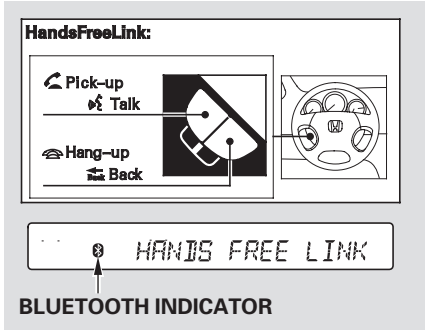 HandsFreeLink:
Pick–up
Talk
Hang–up
Back
HANDS FREE LINK
BLUETOOTH INDICATOR